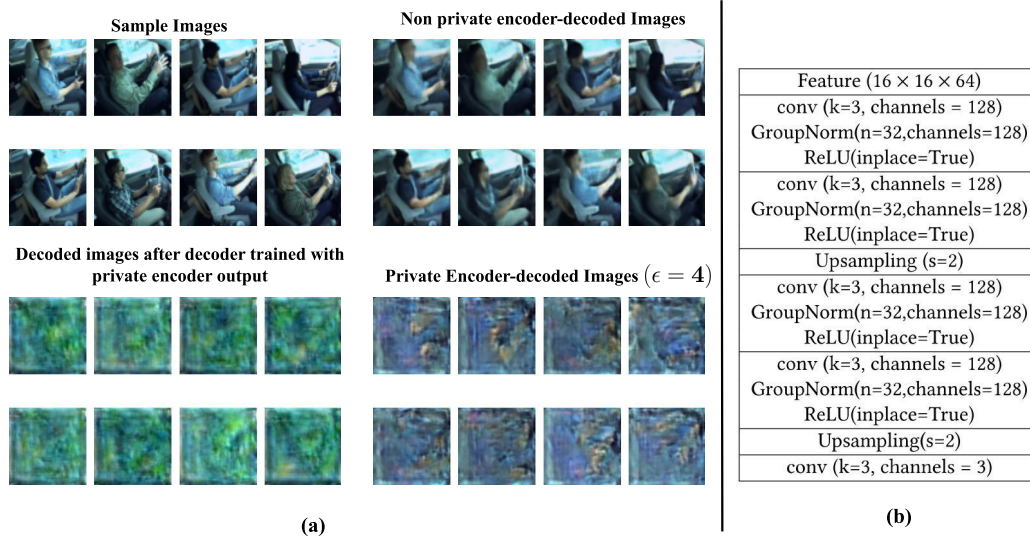 Sample Images
Non private encoder-decoded Images
Decoded images after decoder trained with
private encoder output
Private Encoder-decoded Images (ϵ = 4)
(a)
Feature (16 × 16 × 64)
conv (k=3, channels = 128)
GroupNorm(n=32,channels=128)
ReLU(inplace=True)
conv (k=3, channels = 128)
GroupNorm(n=32,channels=128)
ReLU(inplace=True)
Upsampling (s=2)
conv (k=3, channels = 128)
GroupNorm(n=32,channels=128)
ReLU(inplace=True)
conv (k=3, channels = 128)
GroupNorm(n=32,channels=128)
ReLU(inplace=True)
Upsampling(s=2)
conv (k=3, channels = 3)
(b)